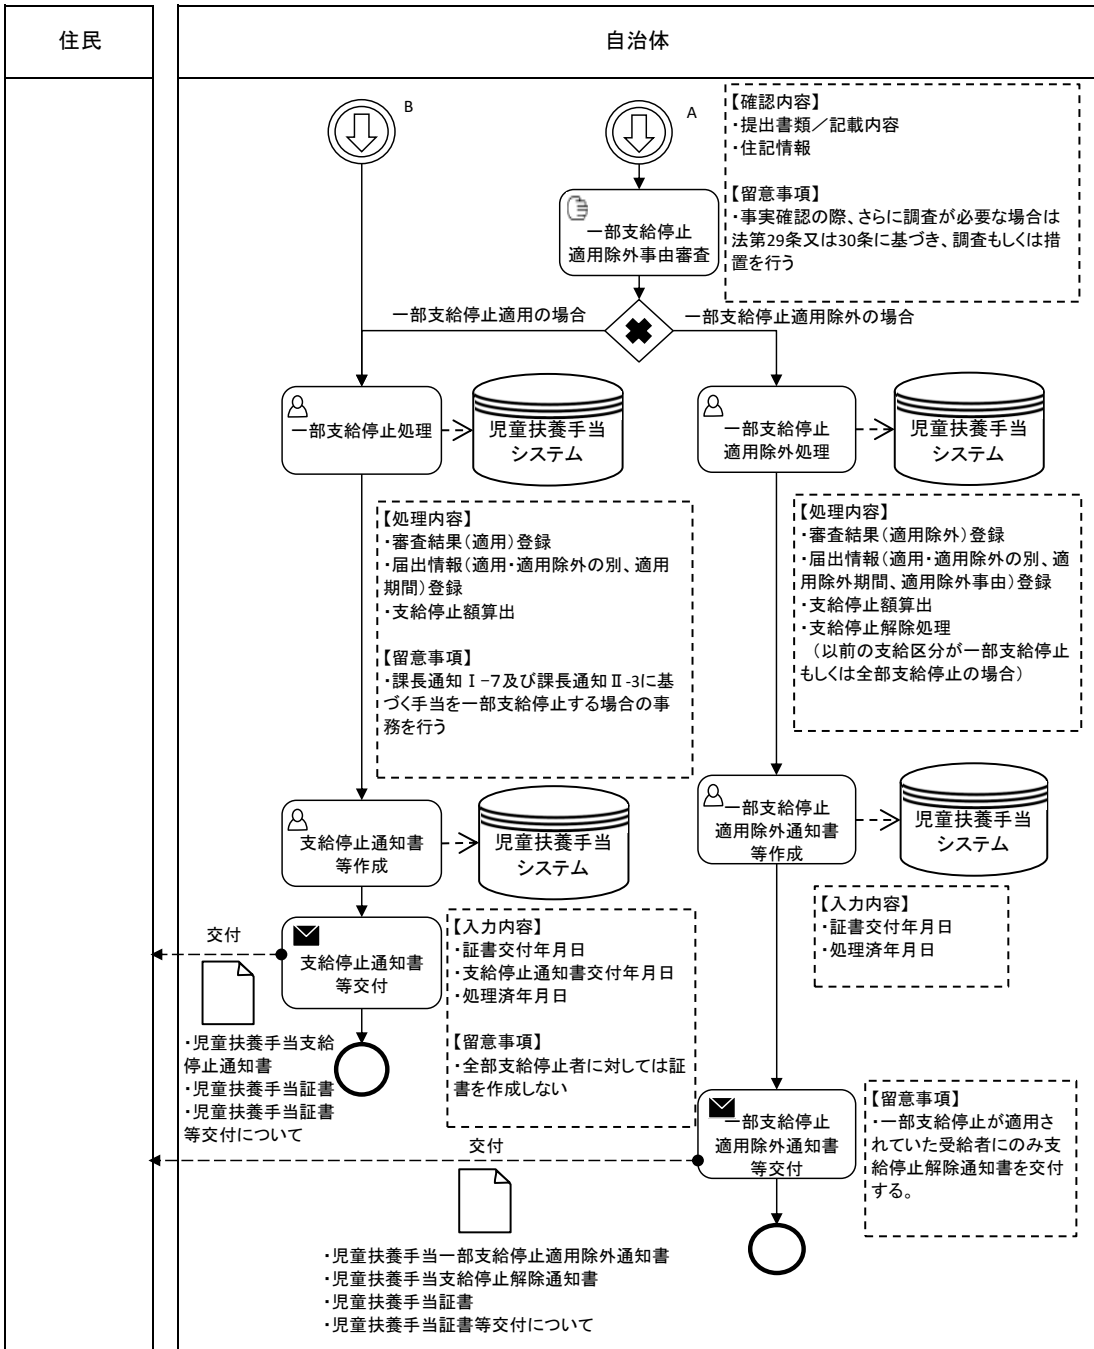 住民
自治体
B
A
【確認内容】
・提出書類／記載内容
・住記情報
【留意事項】
・事実確認の際、さらに調査が必要な場合は
法第29条又は30条に基づき、調査もしくは措
置を行う
一部支給停止
適用除外事由審査
一部支給停止適用の場合
一部支給停止適用除外の場合
一部支給停止処理
児童扶養手当
システム
一部支給停止
適用除外処理
児童扶養手当
システム
【処理内容】
・審査結果（適用）登録
・届出情報（適用・適用除外の別、適用
期間）登録
・支給停止額算出
【留意事項】
・課長通知Ⅰ-7及び課長通知Ⅱ-3に基
づく手当を一部支給停止する場合の事
務を行う
【処理内容】
・審査結果（適用除外）登録
・届出情報（適用・適用除外の別、適
用除外期間、適用除外事由）登録
・支給停止額算出
・支給停止解除処理
（以前の支給区分が一部支給停止
もしくは全部支給停止の場合）
支給停止通知書
等作成
児童扶養手当
システム
一部支給停止
適用除外通知書
等作成
児童扶養手当
システム
【入力内容】
・証書交付年月日
・処理済年月日
交付
支給停止通知書
等交付
【入力内容】
・証書交付年月日
・支給停止通知書交付年月日
・処理済年月日
【留意事項】
・全部支給停止者に対しては証
書を作成しない
・児童扶養手当支給
停止通知書
・児童扶養手当証書
・児童扶養手当証書
等交付について
交付
一部支給停止
適用除外通知書
等交付
【留意事項】
・一部支給停止が適用さ
れていた受給者にのみ支
給停止解除通知書を交付
する。
・児童扶養手当一部支給停止適用除外通知書
・児童扶養手当支給停止解除通知書
・児童扶養手当証書
・児童扶養手当証書等交付について